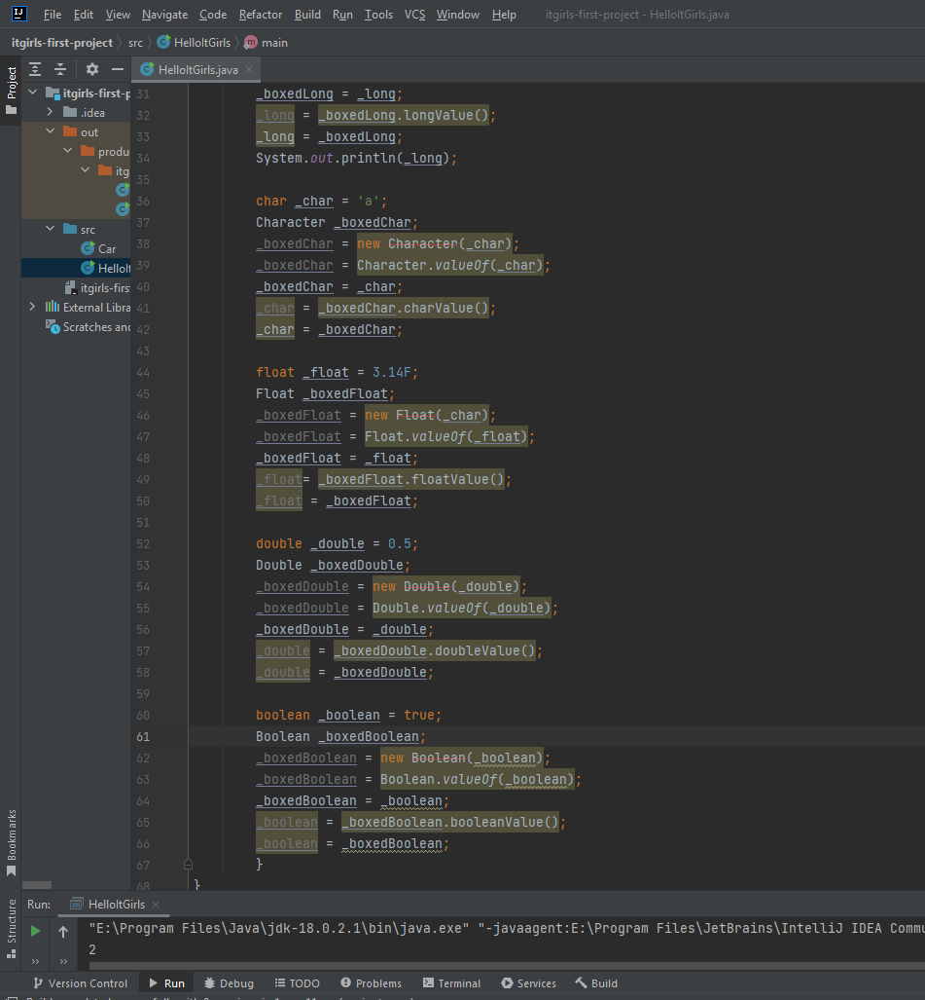 File Edit View Navigate Code Refactor Build Run Tools VCS Window Help itgirls-first-project - HelloItGirls.java
itgirls-first-project src HelloItGirls main
Project
HelloItGirls.java
itgirls-first-p
.idea
out
produ
itg
src
Car
HelloIt
itgirls-firs
External Libra
Scratches and
31 _boxedLong = _long;
32 _long = _boxedLong.longValue();
33 _long = _boxedLong;
34 System.out.println(_long);
35
36 char _char = 'a';
37 Character _boxedChar;
38 _boxedChar = new Character(_char);
39 _boxedChar = Character.valueOf(_char);
40 _boxedChar = _char;
41 _char = _boxedChar.charValue();
42 _char = _boxedChar;
43
44 float _float = 3.14F;
45 Float _boxedFloat;
46 _boxedFloat = new Float(_char);
47 _boxedFloat = Float.valueOf(_float);
48 _boxedFloat = _float;
49 _float= _boxedFloat.floatValue();
50 _float = _boxedFloat;
51
52 double _double = 0.5;
53 Double _boxedDouble;
54 _boxedDouble = new Double(_double);
55 _boxedDouble = Double.valueOf(_double);
56 _boxedDouble = _double;
57 _double = _boxedDouble.doubleValue();
58 _double = _boxedDouble;
59
60 boolean _boolean = true;
61 Boolean _boxedBoolean;
62 _boxedBoolean = new Boolean(_boolean);
63 _boxedBoolean = Boolean.valueOf(_boolean);
64 _boxedBoolean = _boolean;
65 _boolean = _boxedBoolean.booleanValue();
66 _boolean = _boxedBoolean;
67 }
68 }
Bookmarks
Structure
Run: HelloItGirls
"E:\Program Files\Java\jdk-18.0.2.1\bin\java.exe" "-javaagent:E:\Program Files\JetBrains\IntelliJ IDEA Commu
2
Version Control Run Debug TODO Problems Terminal Services Build